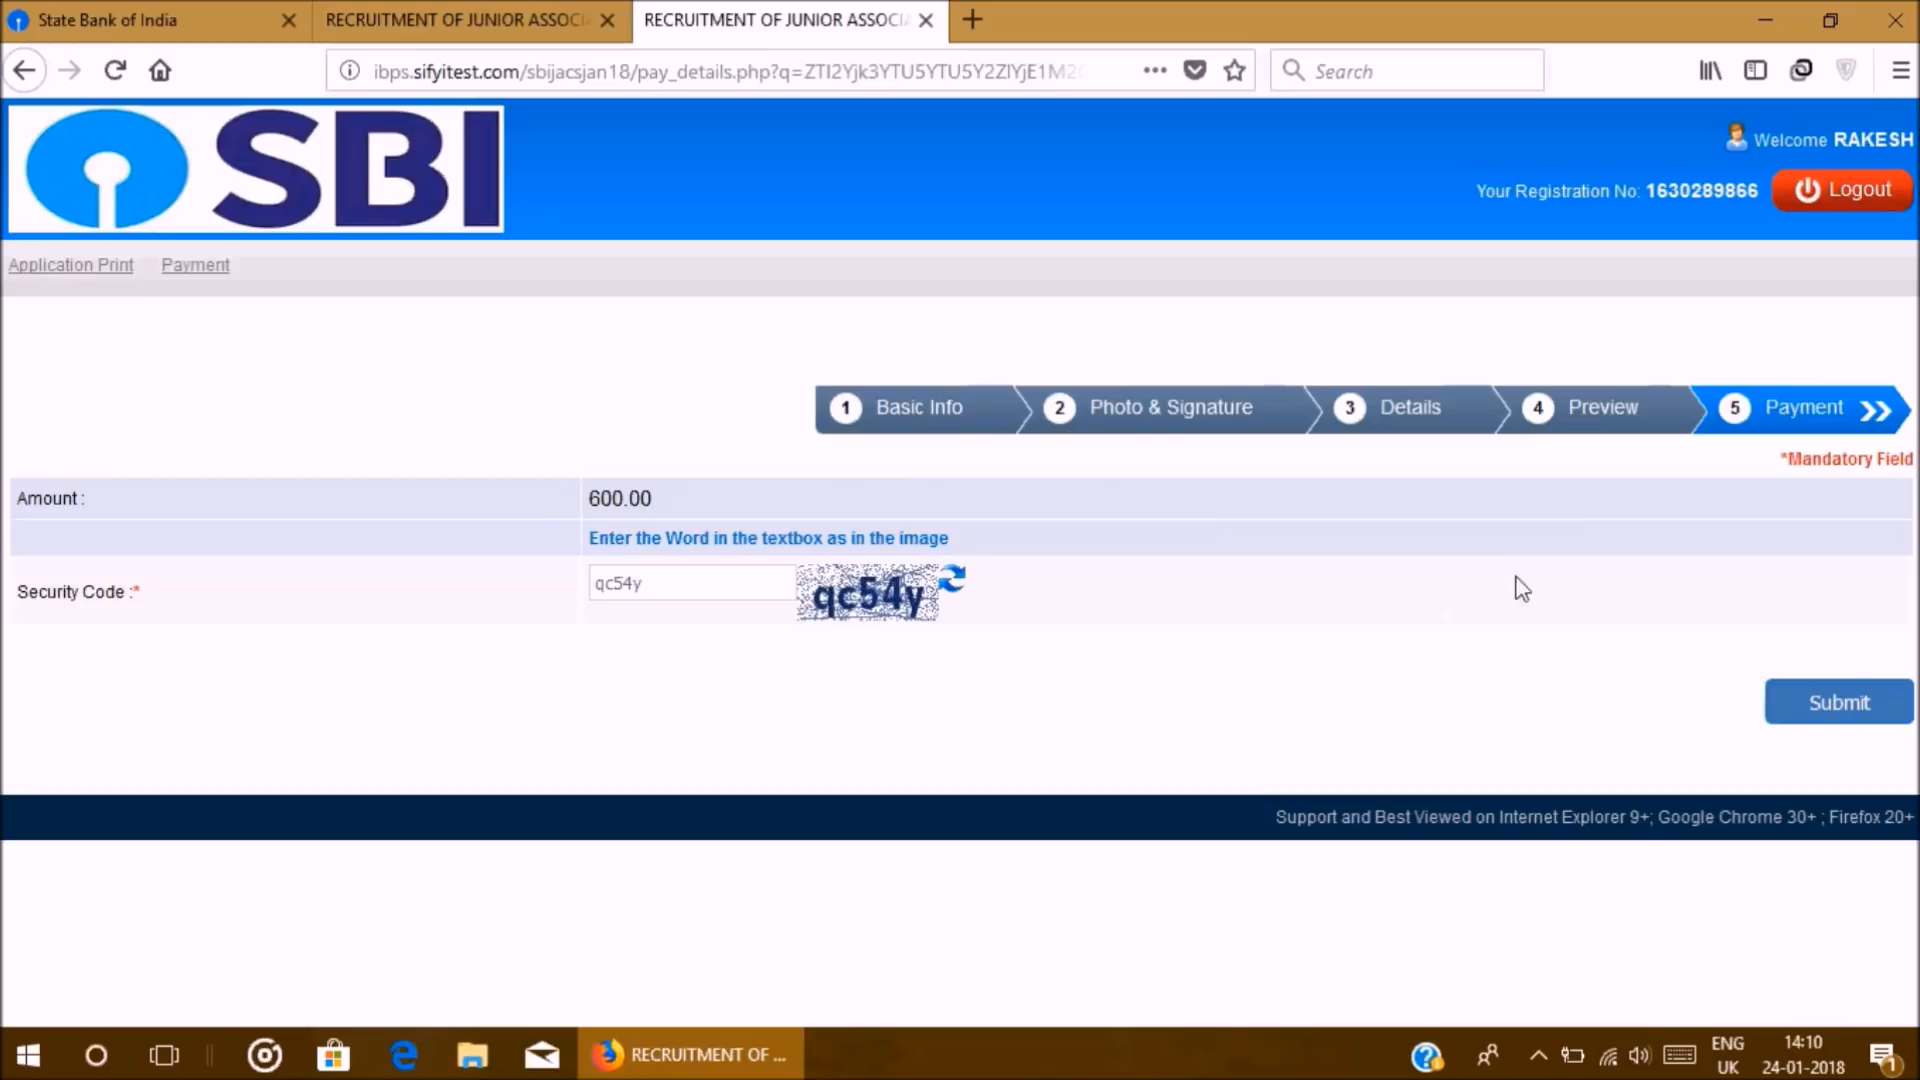 State Bank of India
RECRUITMENT OF JUNIOR ASSOCI
RECRUITMENT OF JUNIOR ASSOCIA
ibps.sifyitest.com/sbijacsjan18/pay_details.php?q=ZTI2Yjk3YTU5YTU5Y2ZlYjE1M2
Search
SBI
Welcome RAKESH
Your Registration No: 1630289866
Logout
Application Print Payment
1 Basic Info 2 Photo & Signature 3 Details 4 Preview 5 Payment
*Mandatory Field
Amount : 600.00
Enter the Word in the textbox as in the image
Security Code :* qc54y qc54y
Submit
Support and Best Viewed on Internet Explorer 9+; Google Chrome 30+ ; Firefox 20+
RECRUITMENT OF ...
ENG
UK
14:10
24-01-2018
1